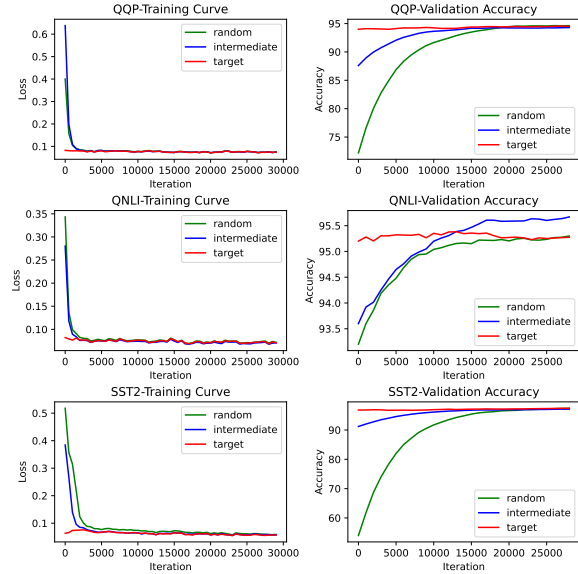 QQP-Training Curve
Loss
0.6
0.5
0.4
0.3
0.2
0.1
random
intermediate
target
0 5000 10000 15000 20000 25000 30000
Iteration
QQP-Validation Accuracy
Accuracy
95
90
85
80
75
random
intermediate
target
0 5000 10000 15000 20000 25000
Iteration
QNLI-Training Curve
Loss
0.35
0.30
0.25
0.20
0.15
0.10
random
intermediate
target
0 5000 10000 15000 20000 25000 30000
Iteration
QNLI-Validation Accuracy
Accuracy
95.5
95.0
94.5
94.0
93.5
random
intermediate
target
0 5000 10000 15000 20000 25000
Iteration
SST2-Training Curve
Loss
0.5
0.4
0.3
0.2
0.1
random
intermediate
target
0 5000 10000 15000 20000 25000 30000
Iteration
SST2-Validation Accuracy
Accuracy
90
80
70
60
random
intermediate
target
0 5000 10000 15000 20000 25000
Iteration